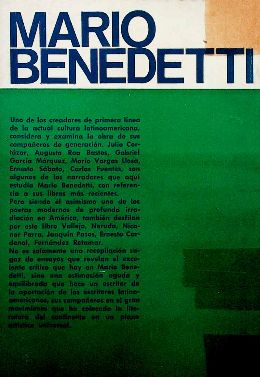 MARIO
BENEDETTI
Uno de los creadores de primera línea
de la actual cultura latinoamericana,
considera y examina la obra de sus
compañeros de generación. Julio Cor-
tázar, Augusto Roa Bastos, Gabriel
García Márquez, Mario Vargas Llosa,
Ernesto Sábato, Carlos Fuentes, son
algunos de los narradores que aquí
estudia Mario Benedetti, con referen-
cia a sus libros más recientes.
Pero siendo él asimismo uno de los
poetas modernos de profunda irra-
diación en América, también desfilan
por este libro Vallejo, Neruda, Nica-
nor Parra, Joaquín Pasos, Ernesto Car-
denal, Fernández Retamar.
No es solamente una recopilación sa-
gaz de ensayos que revelan el exce-
lente crítico que hay en Mario Bene-
detti, sino una estimación aguda y
equilibrada que hace un escritor de
la aportación de los escritores latino-
americanos, sus compañeros en el gran
movimiento que ha colocado la lite-
ratura del continente en un plano
artístico universal.